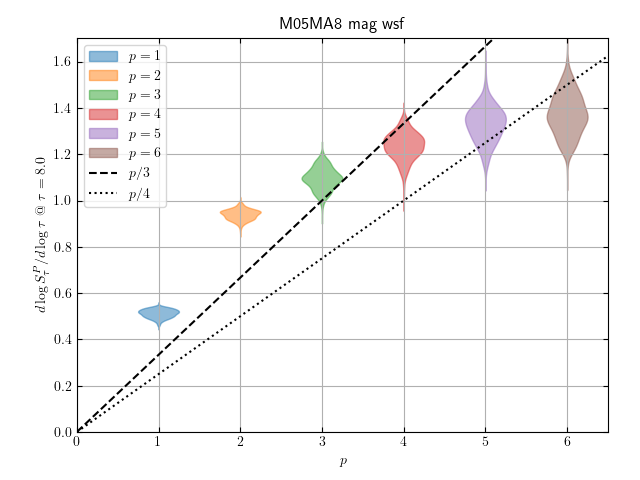 M05MA8 mag wsf
d log S_τ^P / d log τ @ τ = 8.0
1.6
1.4
1.2
1.0
0.8
0.6
0.4
0.2
0.0
p = 1
p = 2
p = 3
p = 4
p = 5
p = 6
p/3
p/4
0 1 2 3 4 5 6
p